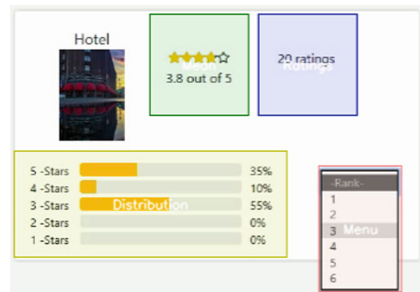 Hotel
Mean
3.8 out of 5
20 ratings
Ratings
5 -Stars 35%
4 -Stars 10%
3 -Stars 55%
Distribution
2 -Stars 0%
1 -Stars 0%
-Rank-
1
2
3
Menu
4
5
6